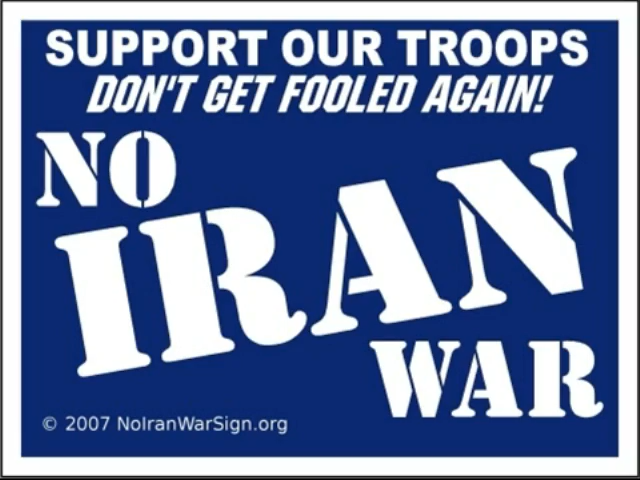 SUPPORT OUR TROOPS
DON'T GET FOOLED AGAIN!
NO
IRAN
WAR
© 2007 NoIranWarSign.org